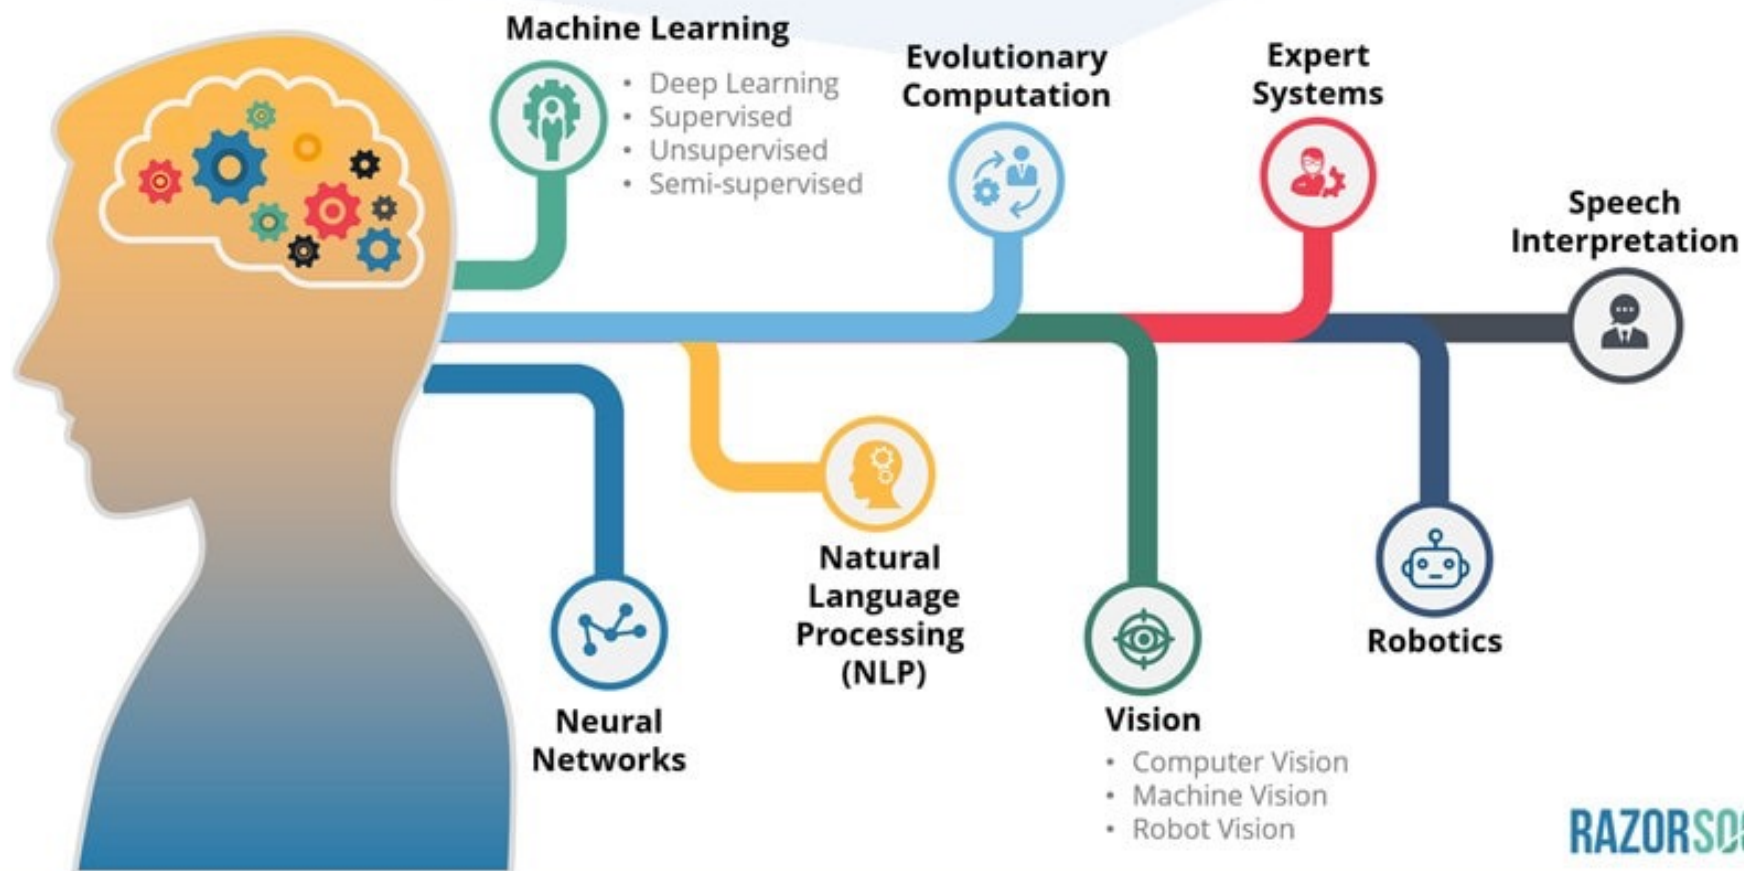 Machine Learning
• Deep Learning
• Supervised
• Unsupervised
• Semi-supervised
Evolutionary
Computation
Expert
Systems
Speech
Interpretation
Neural
Networks
Natural
Language
Processing
(NLP)
Vision
• Computer Vision
• Machine Vision
• Robot Vision
Robotics